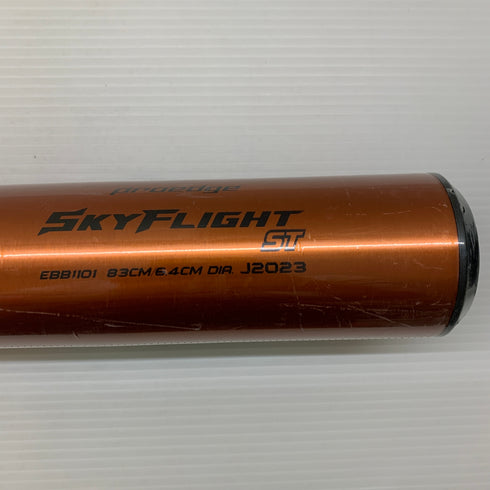 proedge
SKYFLIGHT
ST
EBB1101 83CM 6.4CM DIA. J2023